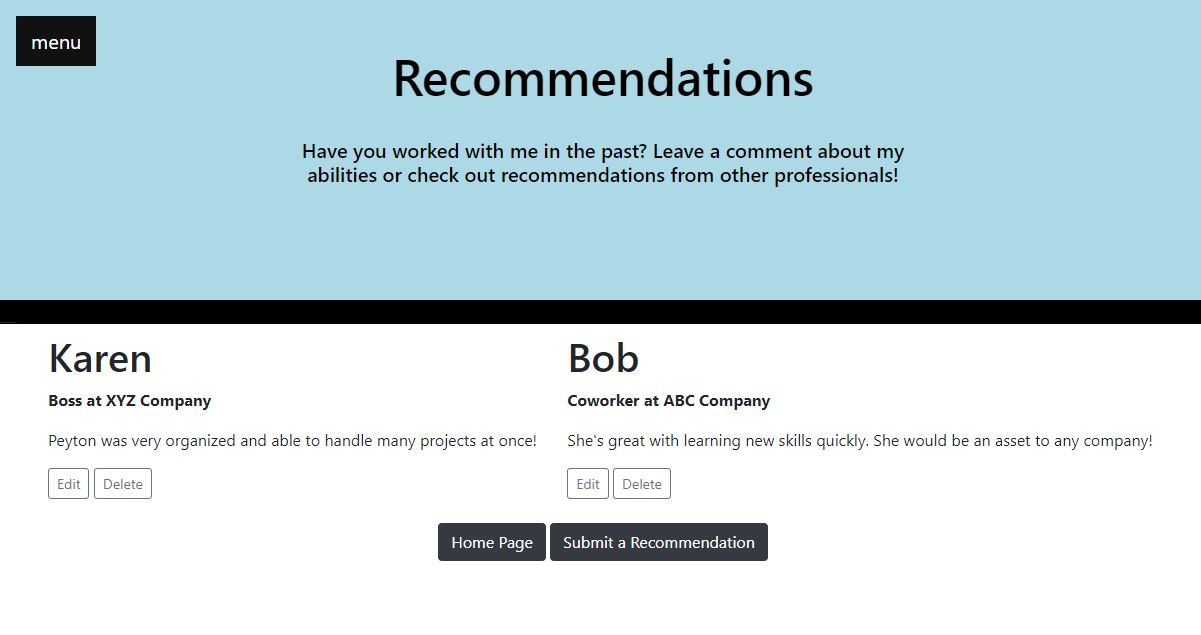 menu
Recommendations
Have you worked with me in the past? Leave a comment about my
abilities or check out recommendations from other professionals!
Karen
Boss at XYZ Company
Peyton was very organized and able to handle many projects at once!
Edit Delete
Bob
Coworker at ABC Company
She's great with learning new skills quickly. She would be an asset to any company!
Edit Delete
Home Page Submit a Recommendation